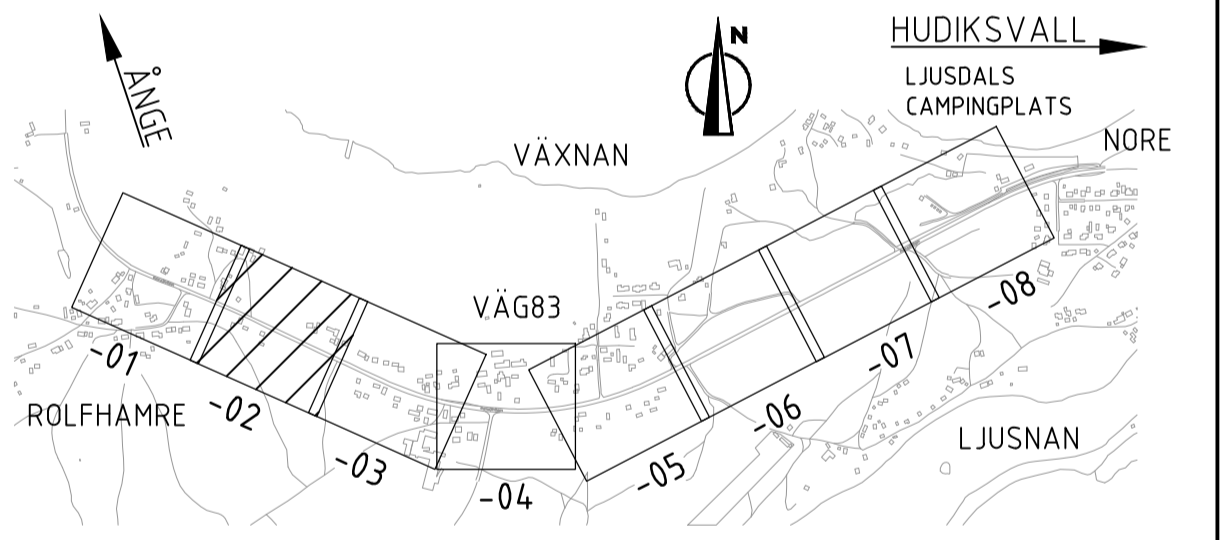 ÅNGE
N
HUDIKSVALL
LJUSDALS
CAMPINGPLATS
NORE
VÄXNAN
VÄG83
ROLFHAMRE
LJUSNAN
-01
-02
-03
-04
-05
-06
-07
-08